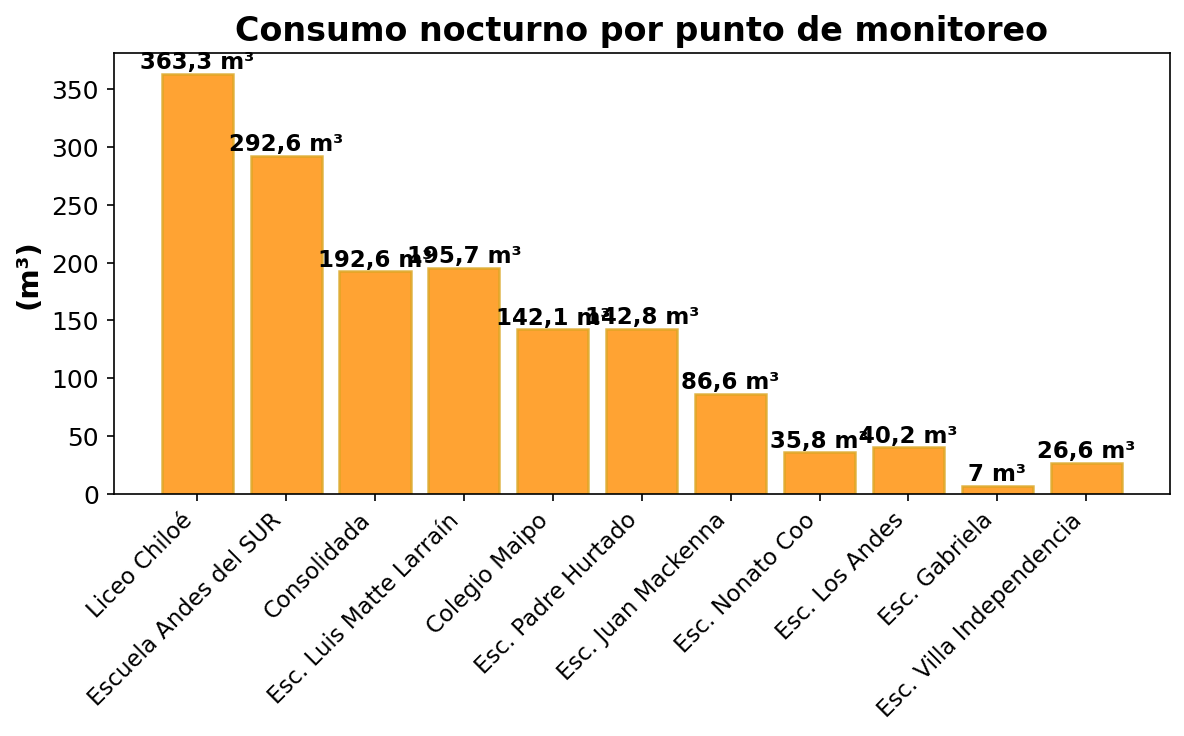 Consumo nocturno por punto de monitoreo
(m³)
350
300
250
200
150
100
50
0
363,3 m³
292,6 m³
192,6 m³
195,7 m³
142,1 m³
142,8 m³
86,6 m³
35,8 m³
40,2 m³
7 m³
26,6 m³
Liceo Chiloé
Escuela Andes del SUR
Consolidada
Esc. Luis Matte Larraín
Colegio Maipo
Esc. Padre Hurtado
Esc. Juan Mackenna
Esc. Nonato Coo
Esc. Los Andes
Esc. Gabriela
Esc. Villa Independencia